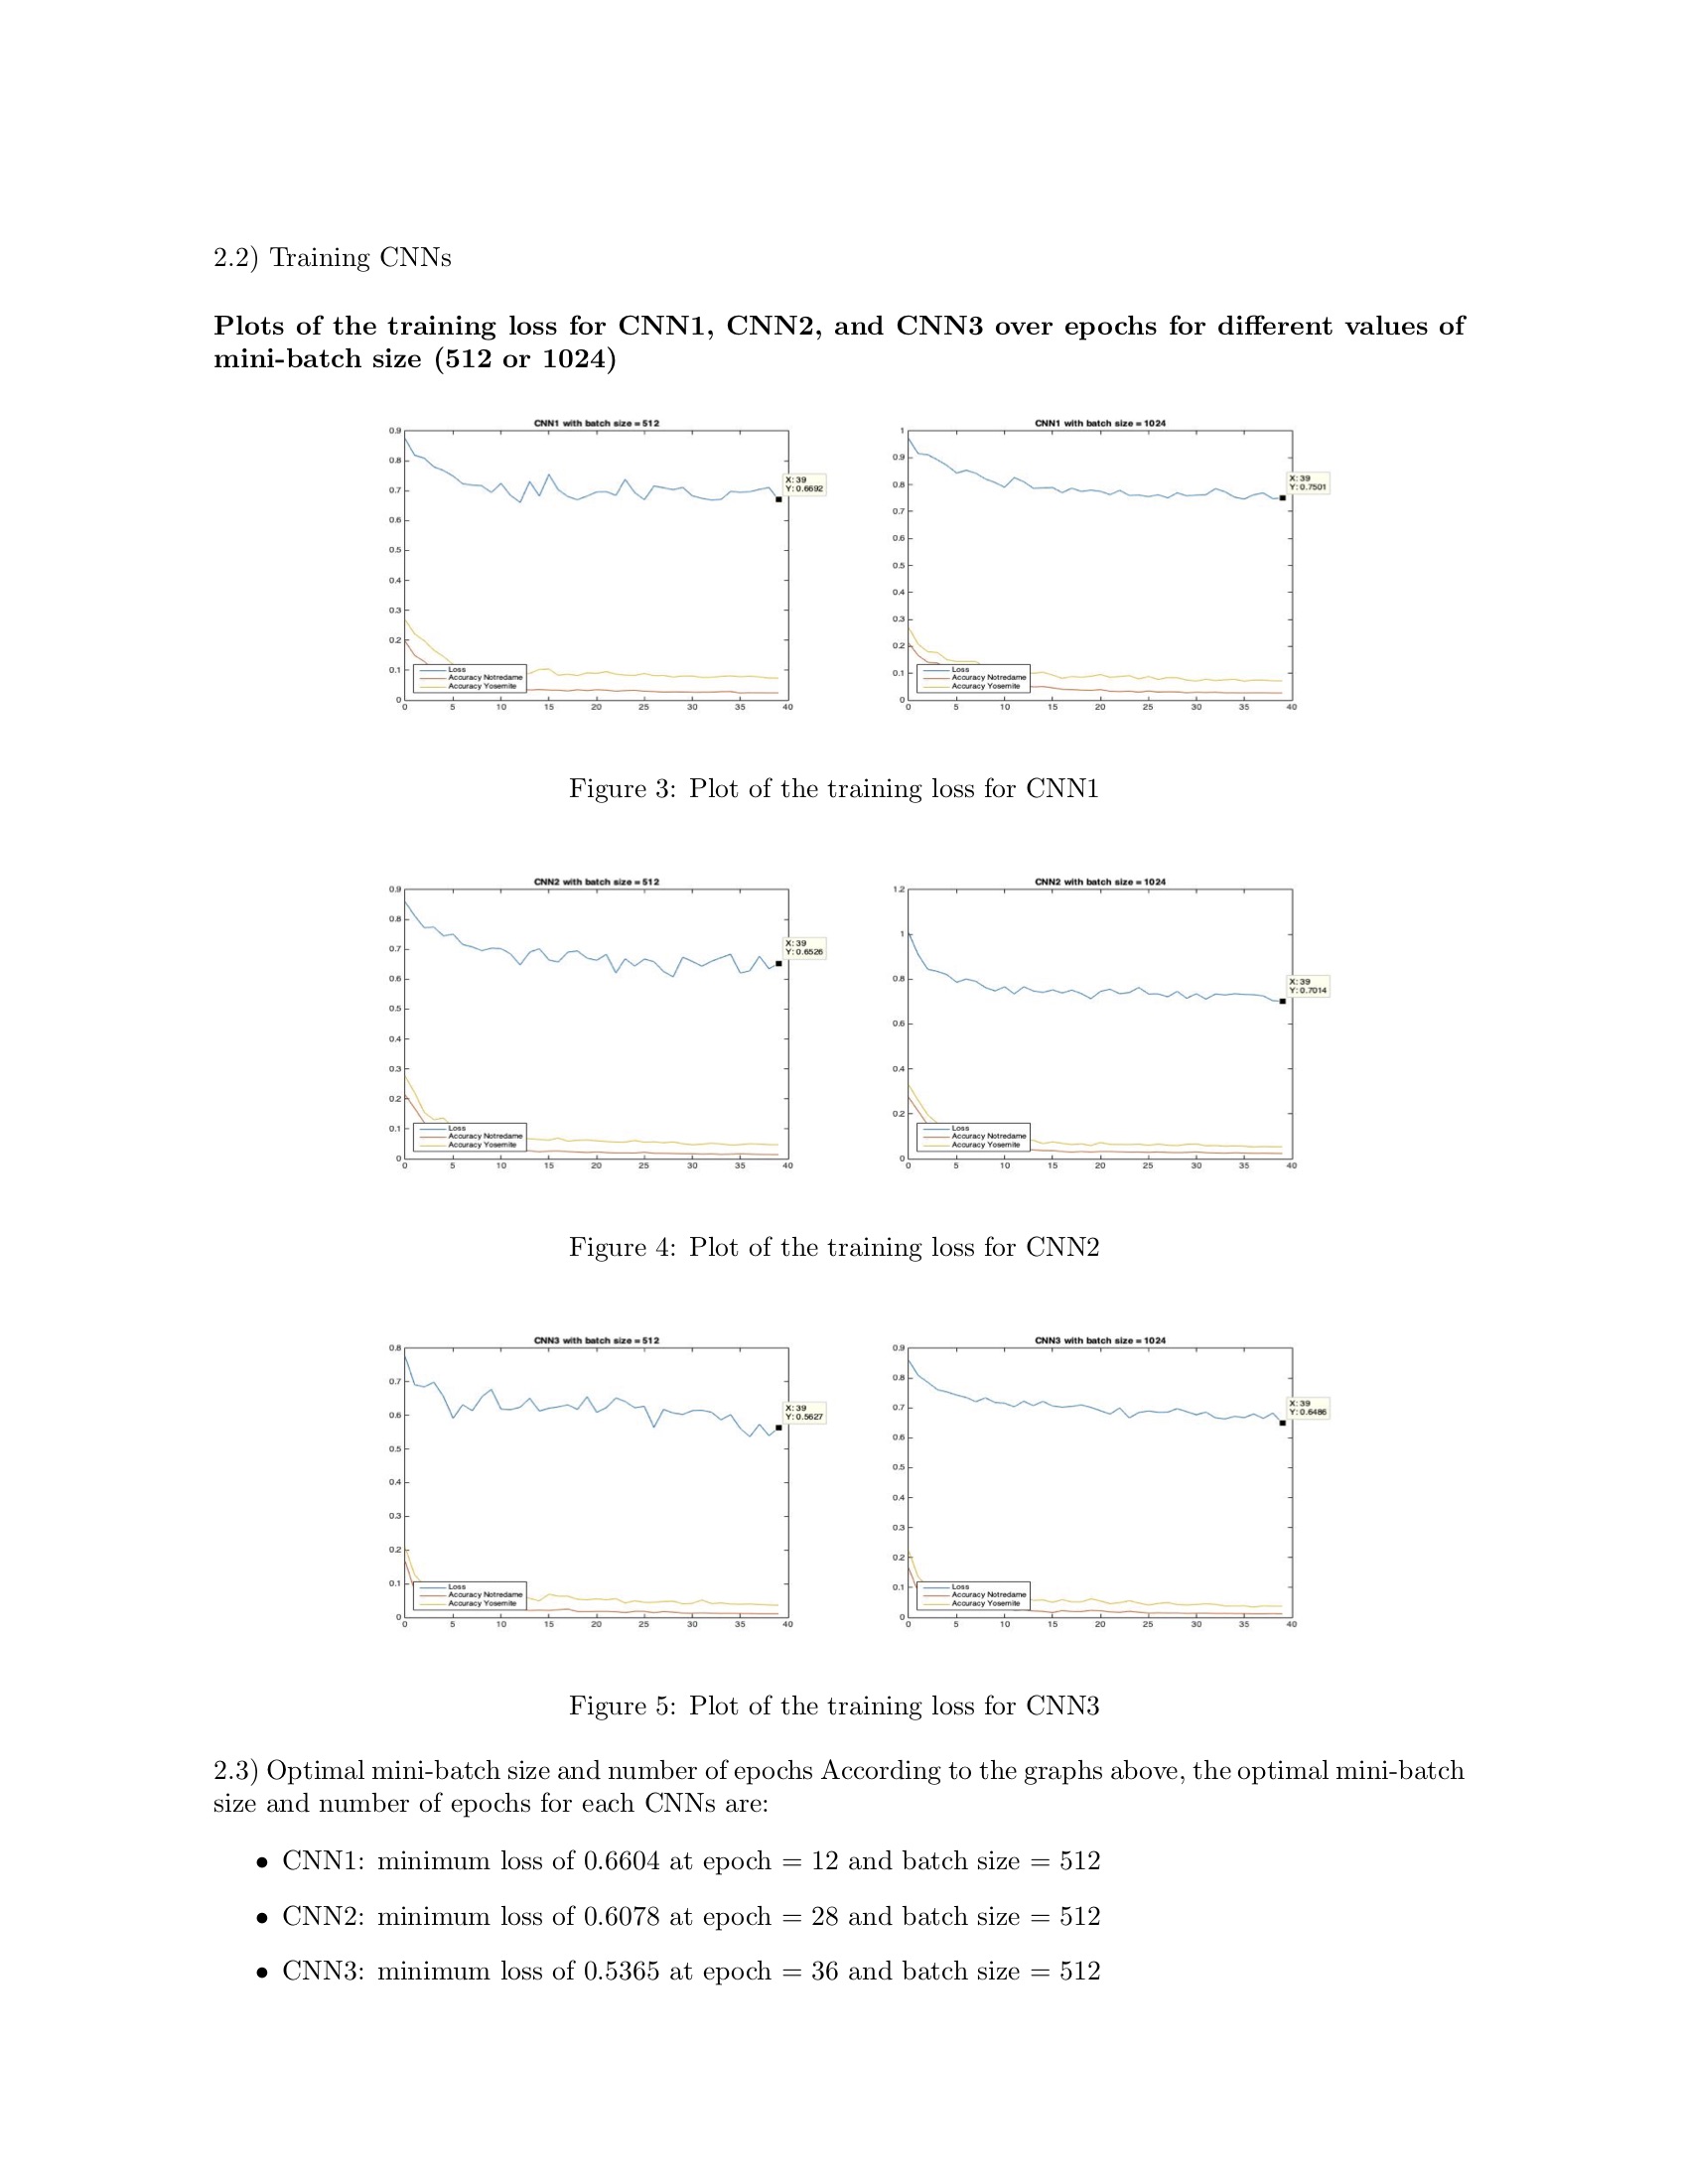 2.2) Training CNNs
Plots of the training loss for CNN1, CNN2, and CNN3 over epochs for different values of
mini-batch size (512 or 1024)
CNN1 with batch size = 512
0.9
0.8
0.7
0.6
0.5
0.4
0.3
0.2
0.1
0
X: 39
Y: 0.6692
Loss
Accuracy Notredame
Accuracy Yosemite
0 5 10 15 20 25 30 35 40
CNN1 with batch size = 1024
1
0.9
0.8
0.7
0.6
0.5
0.4
0.3
0.2
0.1
0
X: 39
Y: 0.7501
Loss
Accuracy Notredame
Accuracy Yosemite
0 5 10 15 20 25 30 35 40
Figure 3: Plot of the training loss for CNN1
CNN2 with batch size = 512
0.9
0.8
0.7
0.6
0.5
0.4
0.3
0.2
0.1
0
X: 39
Y: 0.6526
Loss
Accuracy Notredame
Accuracy Yosemite
0 5 10 15 20 25 30 35 40
CNN2 with batch size = 1024
1.2
1
0.8
0.6
0.4
0.2
0
X: 39
Y: 0.7014
Loss
Accuracy Notredame
Accuracy Yosemite
0 5 10 15 20 25 30 35 40
Figure 4: Plot of the training loss for CNN2
CNN3 with batch size = 512
0.8
0.7
0.6
0.5
0.4
0.3
0.2
0.1
0
X: 39
Y: 0.5627
Loss
Accuracy Notredame
Accuracy Yosemite
0 5 10 15 20 25 30 35 40
CNN3 with batch size = 1024
0.9
0.8
0.7
0.6
0.5
0.4
0.3
0.2
0.1
0
X: 39
Y: 0.6486
Loss
Accuracy Notredame
Accuracy Yosemite
0 5 10 15 20 25 30 35 40
Figure 5: Plot of the training loss for CNN3
2.3) Optimal mini-batch size and number of epochs According to the graphs above, the optimal mini-batch
size and number of epochs for each CNNs are:
• CNN1: minimum loss of 0.6604 at epoch = 12 and batch size = 512
• CNN2: minimum loss of 0.6078 at epoch = 28 and batch size = 512
• CNN3: minimum loss of 0.5365 at epoch = 36 and batch size = 512